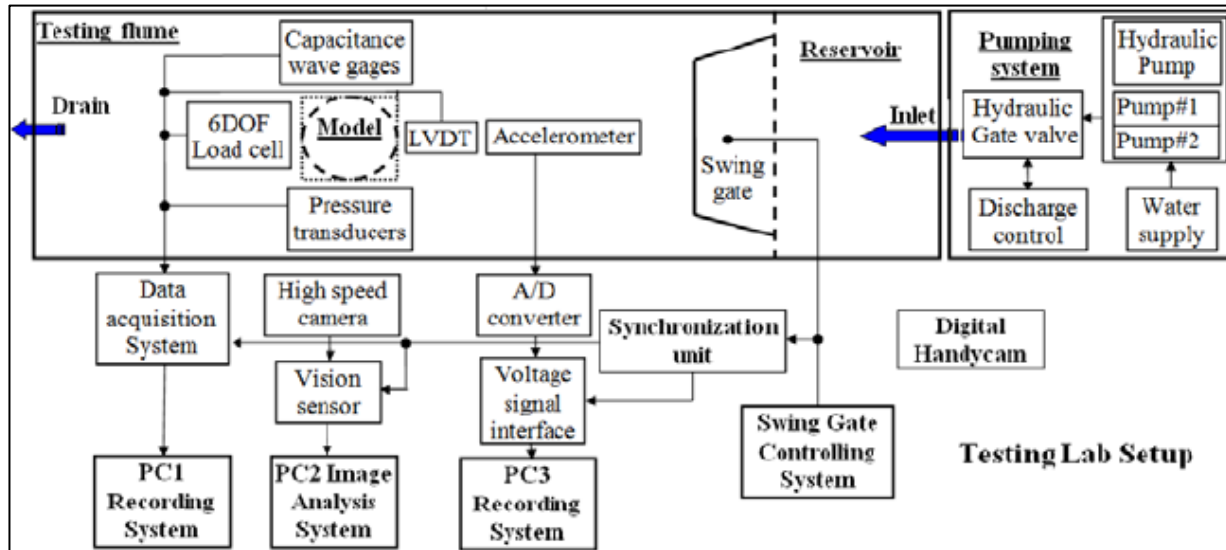 Testing flume
Capacitance
wave gages
Reservoir
Pumping
system
Hydraulic
Pump
Drain
6DOF
Load cell
Model
LVDT
Accelerometer
Inlet
Hydraulic
Gate valve
Pump#1
Pump#2
Swing
gate
Pressure
transducers
Discharge
control
Water
supply
Data
acquisition
System
High speed
camera
A/D
converter
Synchronization
unit
Digital
Handycam
Vision
sensor
Voltage
signal
interface
Swing Gate
Controlling
System
Testing Lab Setup
PC1
Recording
System
PC2 Image
Analysis
System
PC3
Recording
System